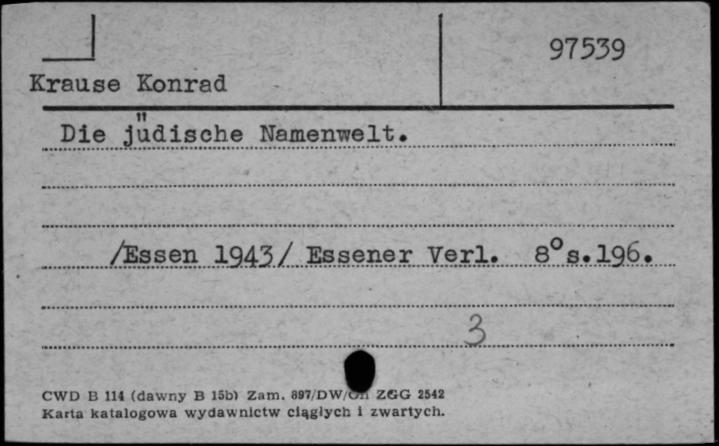 97539
Krause Konrad
Die jüdische Namenwelt.
/Essen 1943/ Essener Verl. 8° s.196.
3
CWD B 114 (dawny B 15b) Zam. 897/DW/ ZGG 2542
Karta katalogowa wydawnictw ciągłych i zwartych.